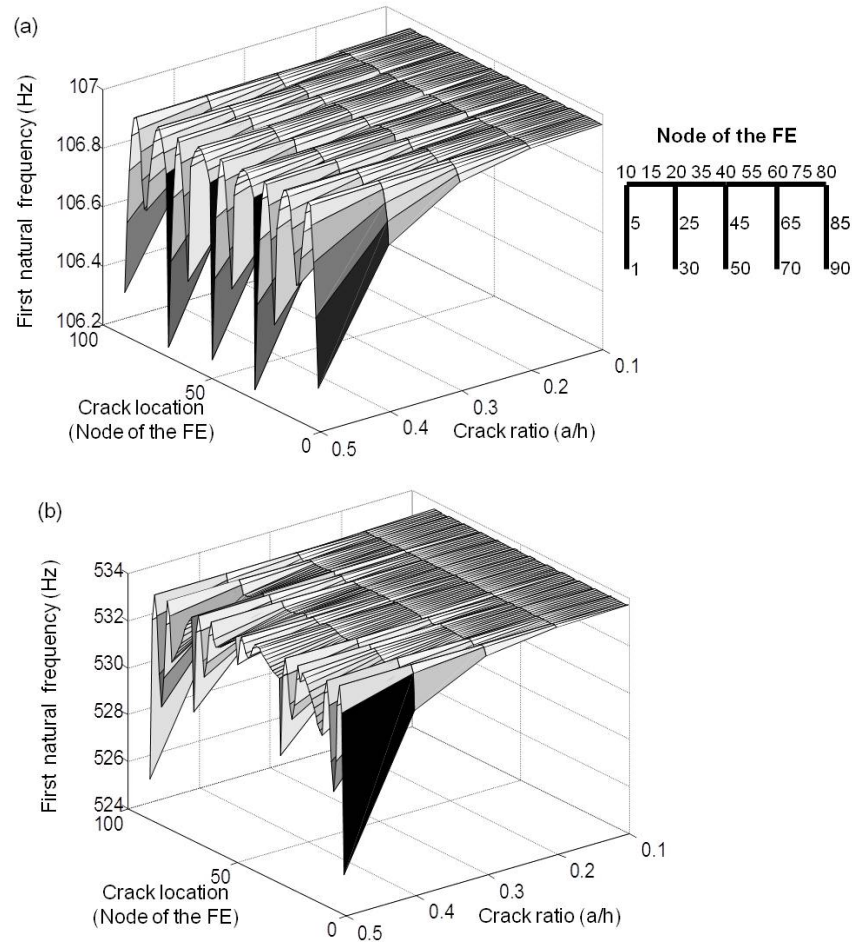 (a)
First natural frequency (Hz)
107
106.8
106.6
106.4
106.2
100
50
0
Crack location
(Node of the FE)
0.5
0.4
0.3
0.2
0.1
Crack ratio (a/h)
Node of the FE
10 15 20 35 40 55 60 75 80
5 25 45 65 85
1 30 50 70 90
(b)
First natural frequency (Hz)
534
532
530
528
526
524
100
50
0
Crack location
(Node of the FE)
0.5
0.4
0.3
0.2
0.1
Crack ratio (a/h)